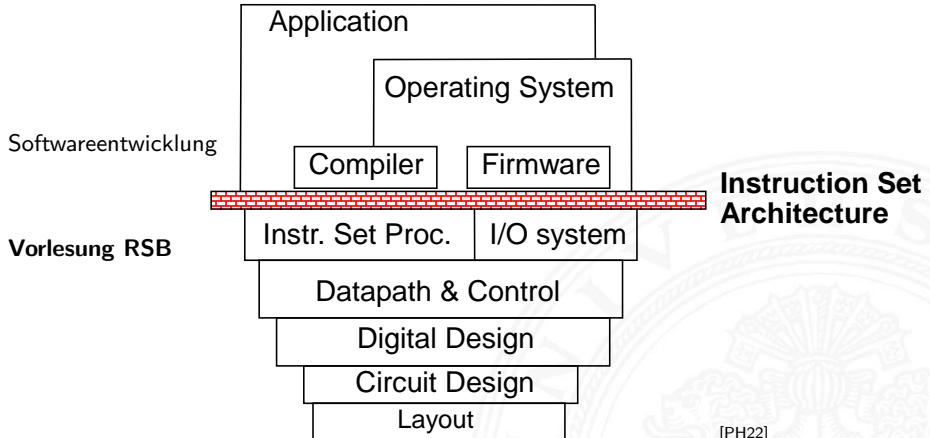 Application
Operating System
Softwareentwicklung
Compiler
Firmware
Instruction Set
Architecture
Vorlesung RSB
Instr. Set Proc.
I/O system
Datapath & Control
Digital Design
Circuit Design
Layout
[PH22]